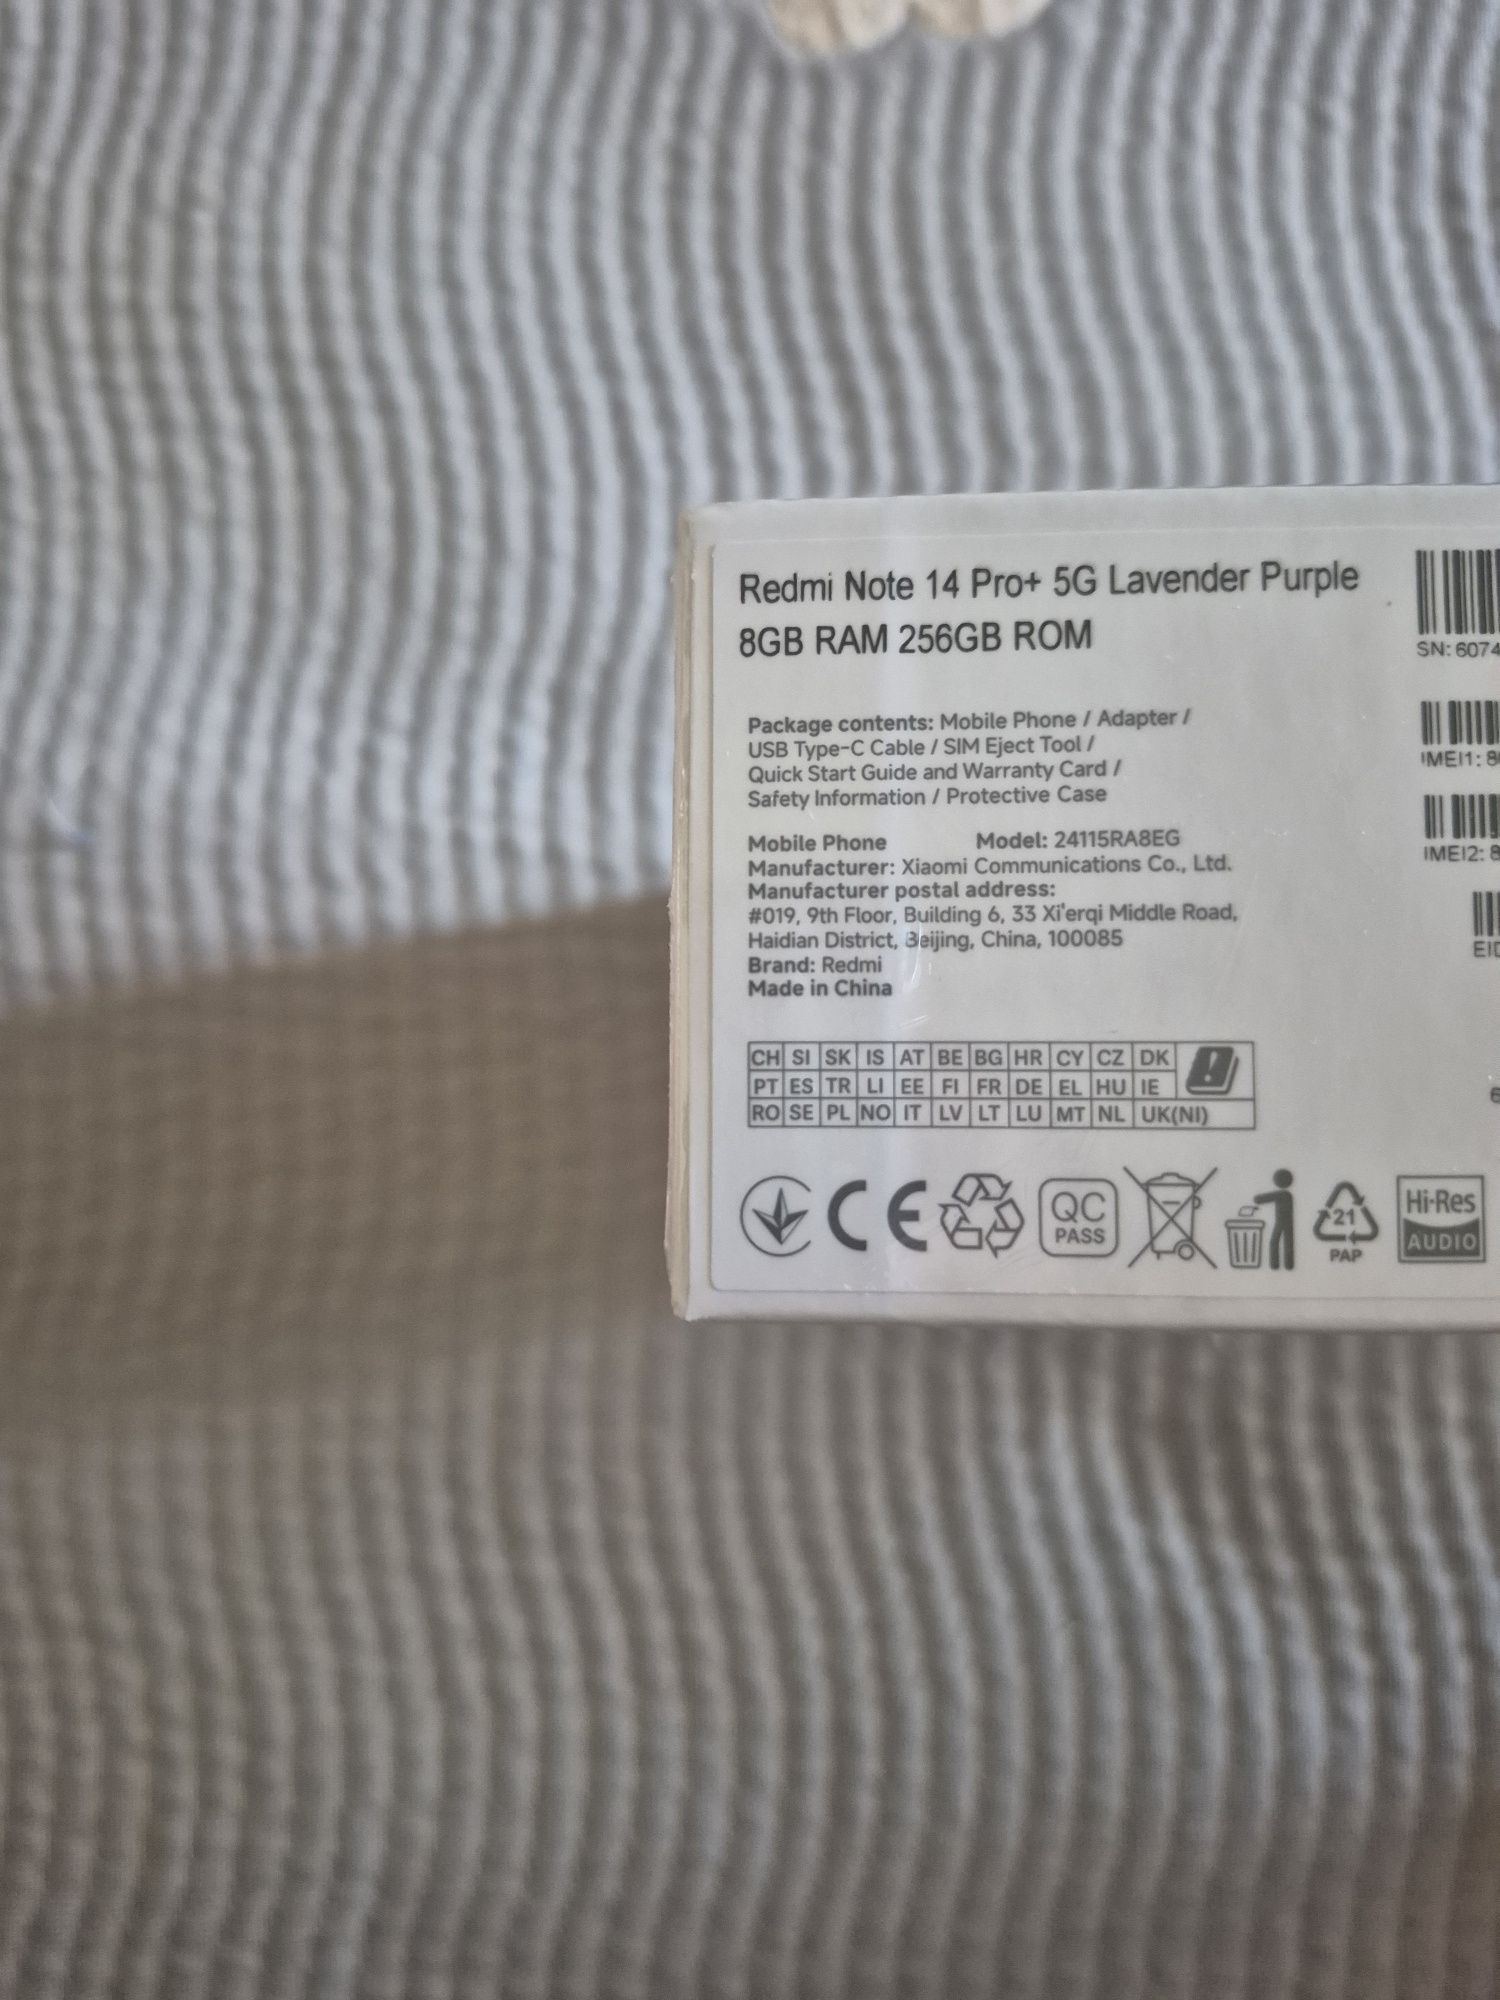 Redmi Note 14 Pro+ 5G Lavender Purple
8GB RAM 256GB ROM
Package contents: Mobile Phone / Adapter /
USB Type-C Cable / SIM Eject Tool /
Quick Start Guide and Warranty Card /
Safety Information / Protective Case
Mobile Phone Model: 24115RA8EG
Manufacturer: Xiaomi Communications Co., Ltd.
Manufacturer postal address:
#019, 9th Floor, Building 6, 33 Xi'erqi Middle Road,
Haidian District, Beijing, China, 100085
Brand: Redmi
Made in China
CH SI SK IS AT BE BG HR CY CZ DK
PT ES TR LI EE FI FR DE EL HU IE
RO SE PL NO IT LV LT LU MT NL UK(NI)
CE
QC
PASS
21
PAP
Hi-Res
AUDIO
SN: 6074
IMEI1: 8
IMEI2: 8